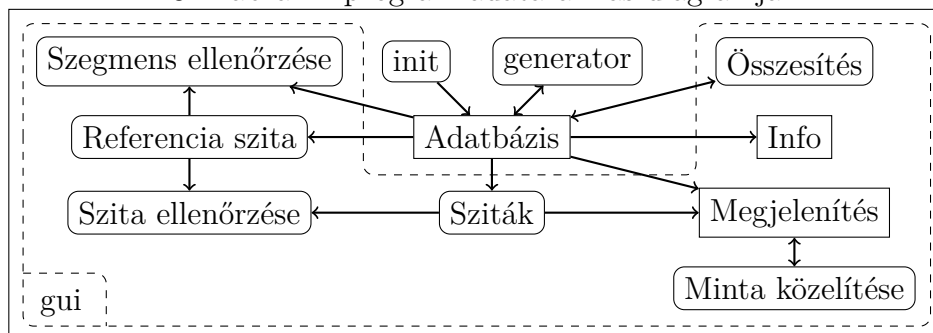 Szegmens ellenőrzése
init
generator
Összesítés
Referencia szita
Adatbázis
Info
Szita ellenőrzése
Sziták
Megjelenítés
gui
Minta közelítése